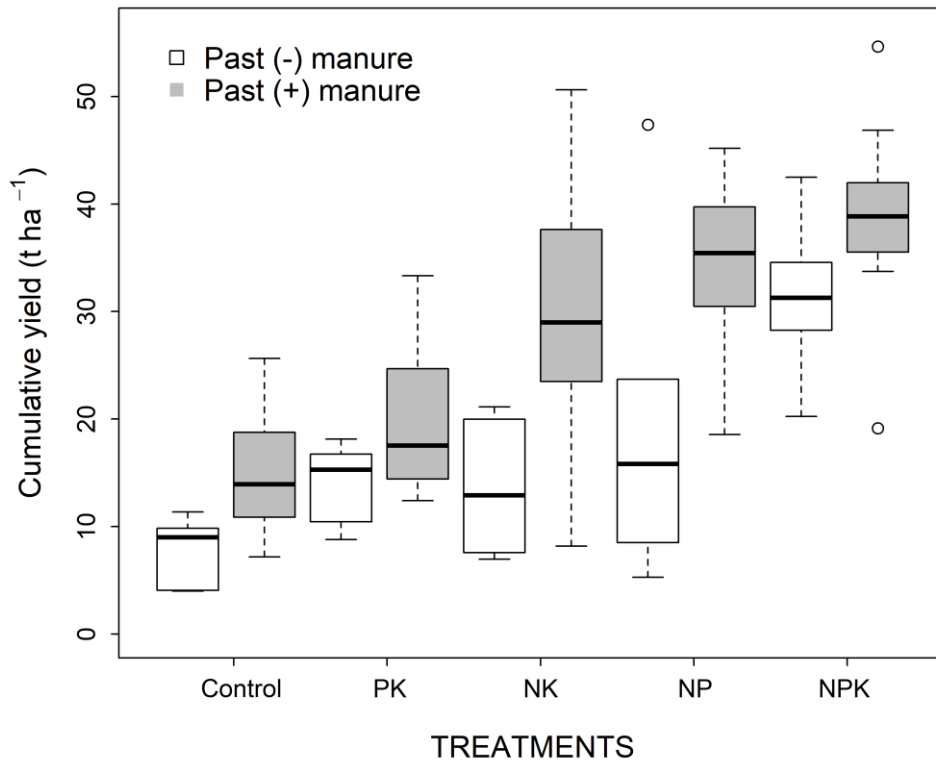 Past (-) manure
Past (+) manure
Cumulative yield (t ha ⁻¹)
50
40
30
20
10
0
Control PK NK NP NPK
TREATMENTS